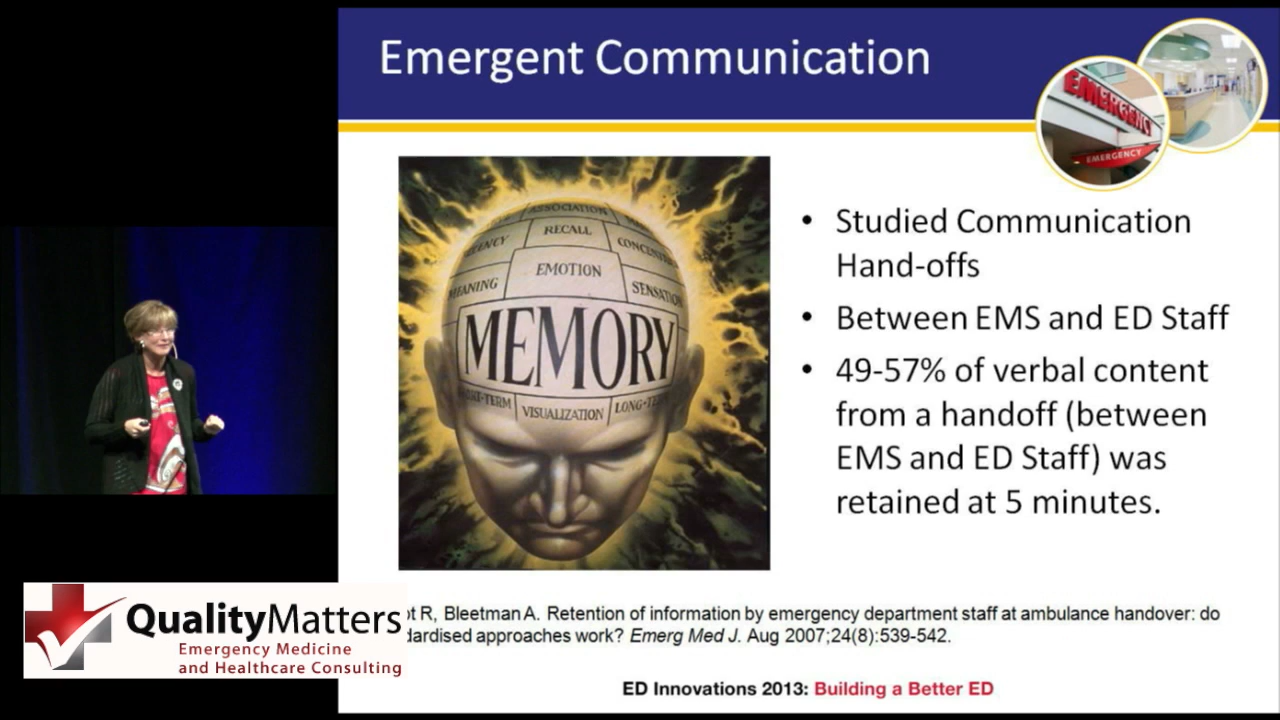 Emergent Communication
EMERGENC
EMERGENCY
ASSOCIATION
RECALL
EMOTION
MEANING
SENSATION
MEMORY
VISUALIZATION
• Studied Communication
Hand-offs
• Between EMS and ED Staff
• 49-57% of verbal content
from a handoff (between
EMS and ED Staff) was
retained at 5 minutes.
R, Bleetman A. Retention of information by emergency department staff at ambulance handover: do
approaches work? Emerg Med J. Aug 2007;24(8):539-542.
QualityMatters
Emergency Medicine
and Healthcare Consulting
ED Innovations 2013: Building a Better ED